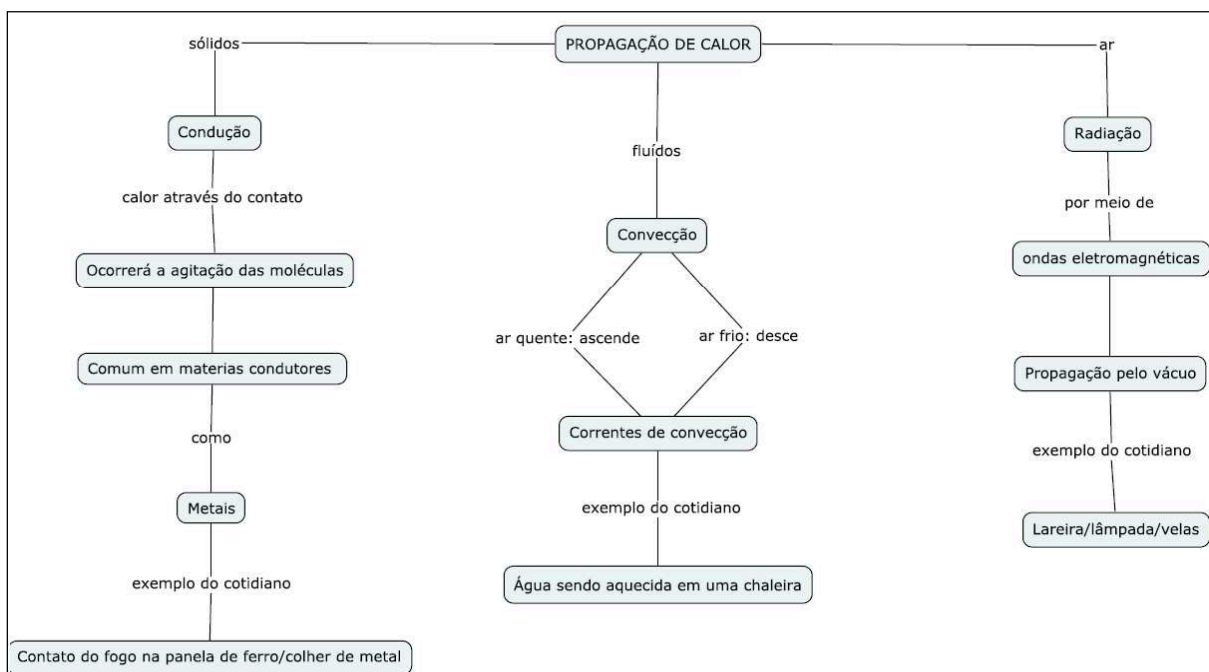 PROPAGAÇÃO DE CALOR
sólidos
Condução
calor através do contato
Ocorrerá a agitação das moléculas
Comum em materias condutores
como
Metais
exemplo do cotidiano
Contato do fogo na panela de ferro/colher de metal
fluídos
Convecção
ar quente: ascende
ar frio: desce
Correntes de convecção
exemplo do cotidiano
Água sendo aquecida em uma chaleira
ar
Radiação
por meio de
ondas eletromagnéticas
Propagação pelo vácuo
exemplo do cotidiano
Lareira/lâmpada/velas